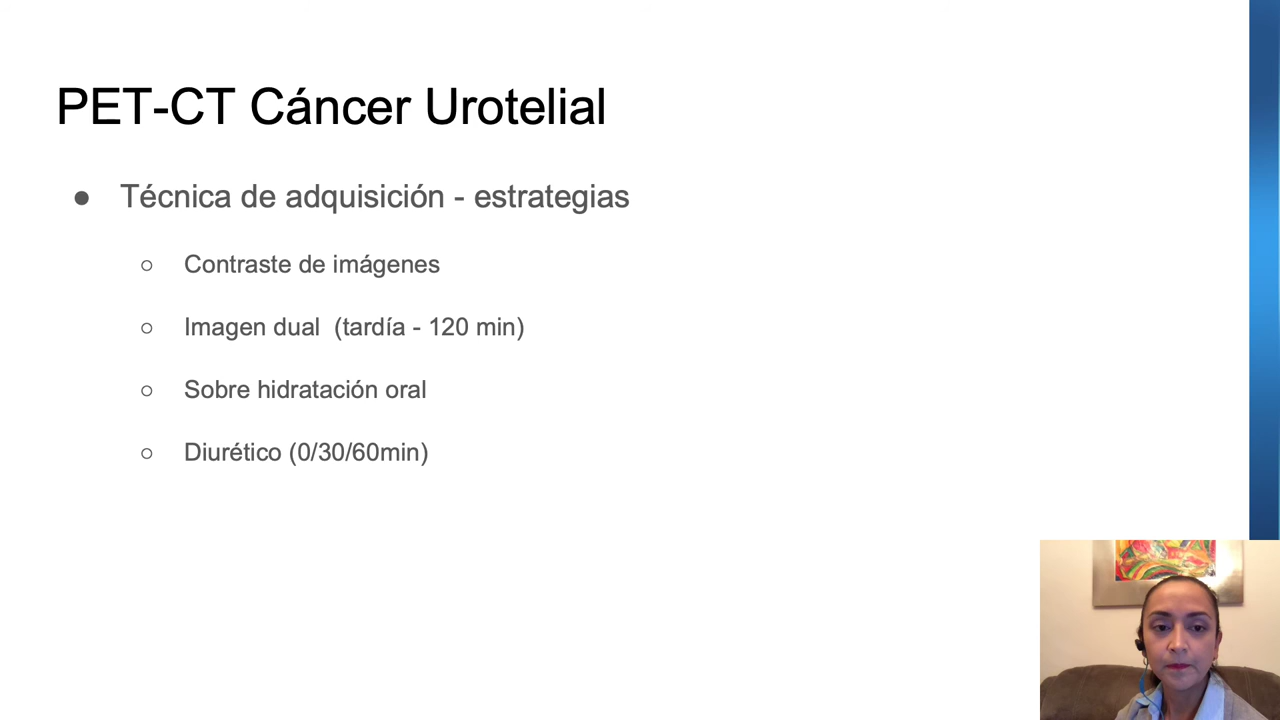 PET-CT Cáncer Urotelial
● Técnica de adquisición - estrategias
○ Contraste de imágenes
○ Imagen dual (tardía - 120 min)
○ Sobre hidratación oral
○ Diurético (0/30/60min)